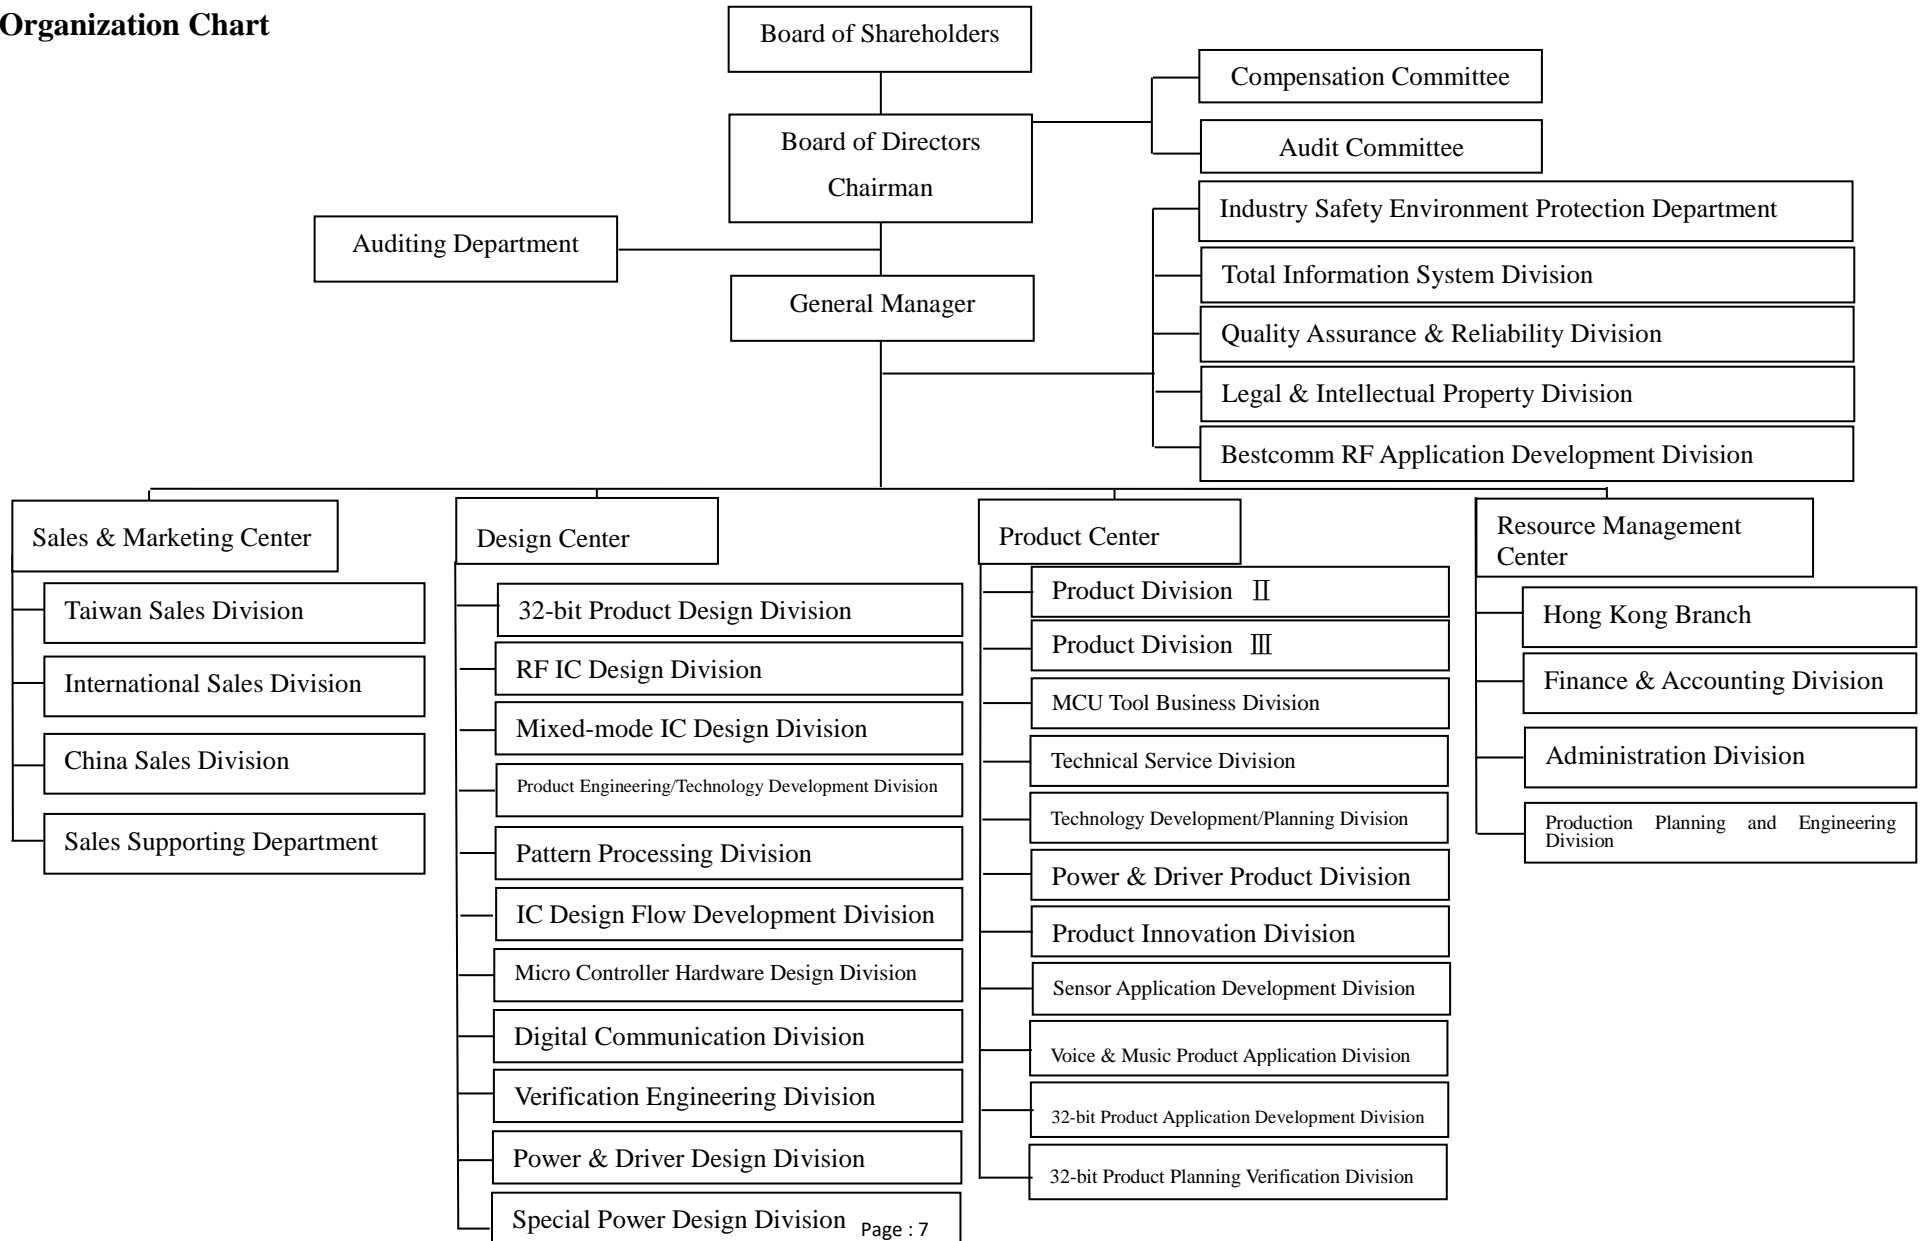 Organization Chart
Board of Shareholders
Compensation Committee
Board of Directors
Chairman
Audit Committee
Industry Safety Environment Protection Department
Auditing Department
Total Information System Division
General Manager
Quality Assurance & Reliability Division
Legal & Intellectual Property Division
Bestcomm RF Application Development Division
Sales & Marketing Center
Taiwan Sales Division
International Sales Division
China Sales Division
Sales Supporting Department
Design Center
32-bit Product Design Division
RF IC Design Division
Mixed-mode IC Design Division
Product Engineering/Technology Development Division
Pattern Processing Division
IC Design Flow Development Division
Micro Controller Hardware Design Division
Digital Communication Division
Verification Engineering Division
Power & Driver Design Division
Special Power Design Division
Product Center
Product Division Ⅱ
Product Division Ⅲ
MCU Tool Business Division
Technical Service Division
Technology Development/Planning Division
Power & Driver Product Division
Product Innovation Division
Sensor Application Development Division
Voice & Music Product Application Division
32-bit Product Application Development Division
32-bit Product Planning Verification Division
Resource Management
Center
Hong Kong Branch
Finance & Accounting Division
Administration Division
Production Planning and Engineering
Division
Page : 7